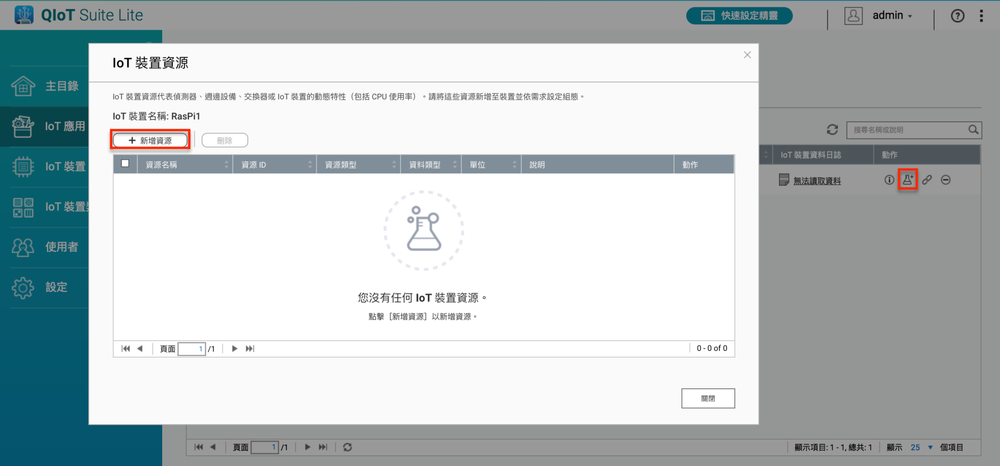 QIoT Suite Lite
快速設定精靈
admin
主目錄
IoT 應用
IoT 裝置
IoT 裝置
使用者
設定
IoT 裝置資源
IoT 裝置資源代表偵測器、週邊設備、交換器或 IoT 裝置的動態特性（包括 CPU 使用率）。請將這些資源新增至裝置並依需求設定組態。
IoT 裝置名稱: RasPi1
+ 新增資源
刪除
資源名稱 資源 ID 資源類型 資料類型 單位 說明 動作
您沒有任何 IoT 裝置資源。
點擊［新增資源］以新增資源。
頁面 1 /1
0 - 0 of 0
關閉
搜尋名稱或說明
IoT 裝置資料日誌 動作
無法讀取資料
頁面 1 /1
顯示項目: 1 - 1, 總共: 1 顯示 25 個項目